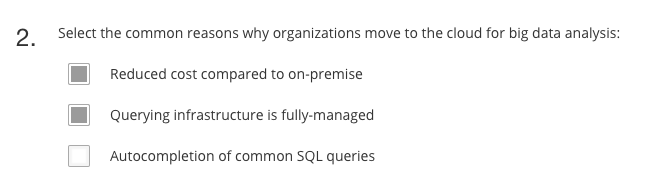 2. Select the common reasons why organizations move to the cloud for big data analysis:
Reduced cost compared to on-premise
Querying infrastructure is fully-managed
Autocompletion of common SQL queries